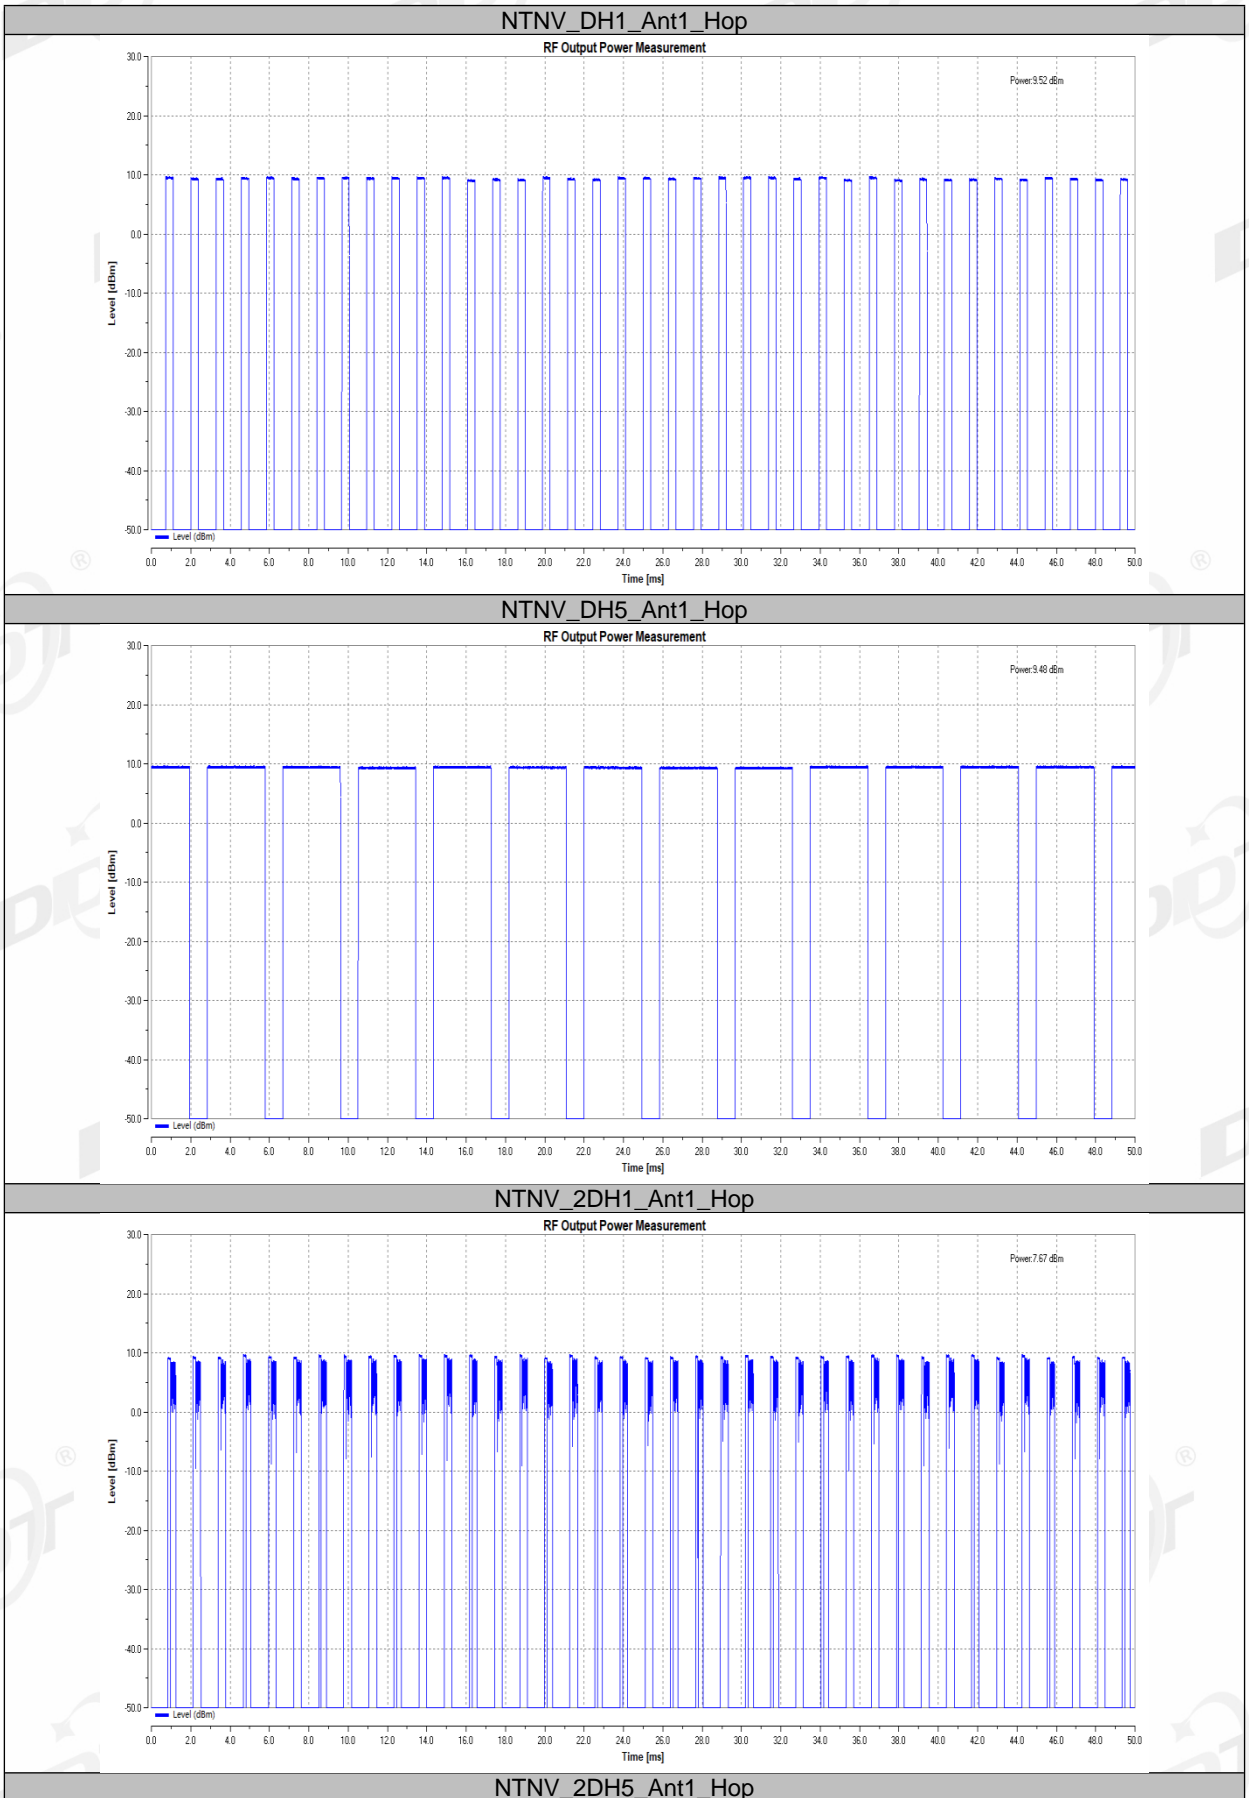 NTNV_DH1_Ant1_Hop
RF Output Power Measurement
Power:9.52 dBm
30.0
20.0
10.0
0.0
-10.0
-20.0
-30.0
-40.0
-50.0
Level [dBm]
Level (dBm)
0.0 2.0 4.0 6.0 8.0 10.0 12.0 14.0 16.0 18.0 20.0 22.0 24.0 26.0 28.0 30.0 32.0 34.0 36.0 38.0 40.0 42.0 44.0 46.0 48.0 50.0
Time [ms]
NTNV_DH5_Ant1_Hop
RF Output Power Measurement
Power:9.48 dBm
30.0
20.0
10.0
0.0
-10.0
-20.0
-30.0
-40.0
-50.0
Level [dBm]
Level (dBm)
0.0 2.0 4.0 6.0 8.0 10.0 12.0 14.0 16.0 18.0 20.0 22.0 24.0 26.0 28.0 30.0 32.0 34.0 36.0 38.0 40.0 42.0 44.0 46.0 48.0 50.0
Time [ms]
NTNV_2DH1_Ant1_Hop
RF Output Power Measurement
Power:7.67 dBm
30.0
20.0
10.0
0.0
-10.0
-20.0
-30.0
-40.0
-50.0
Level [dBm]
Level (dBm)
0.0 2.0 4.0 6.0 8.0 10.0 12.0 14.0 16.0 18.0 20.0 22.0 24.0 26.0 28.0 30.0 32.0 34.0 36.0 38.0 40.0 42.0 44.0 46.0 48.0 50.0
Time [ms]
NTNV_2DH5_Ant1_Hop